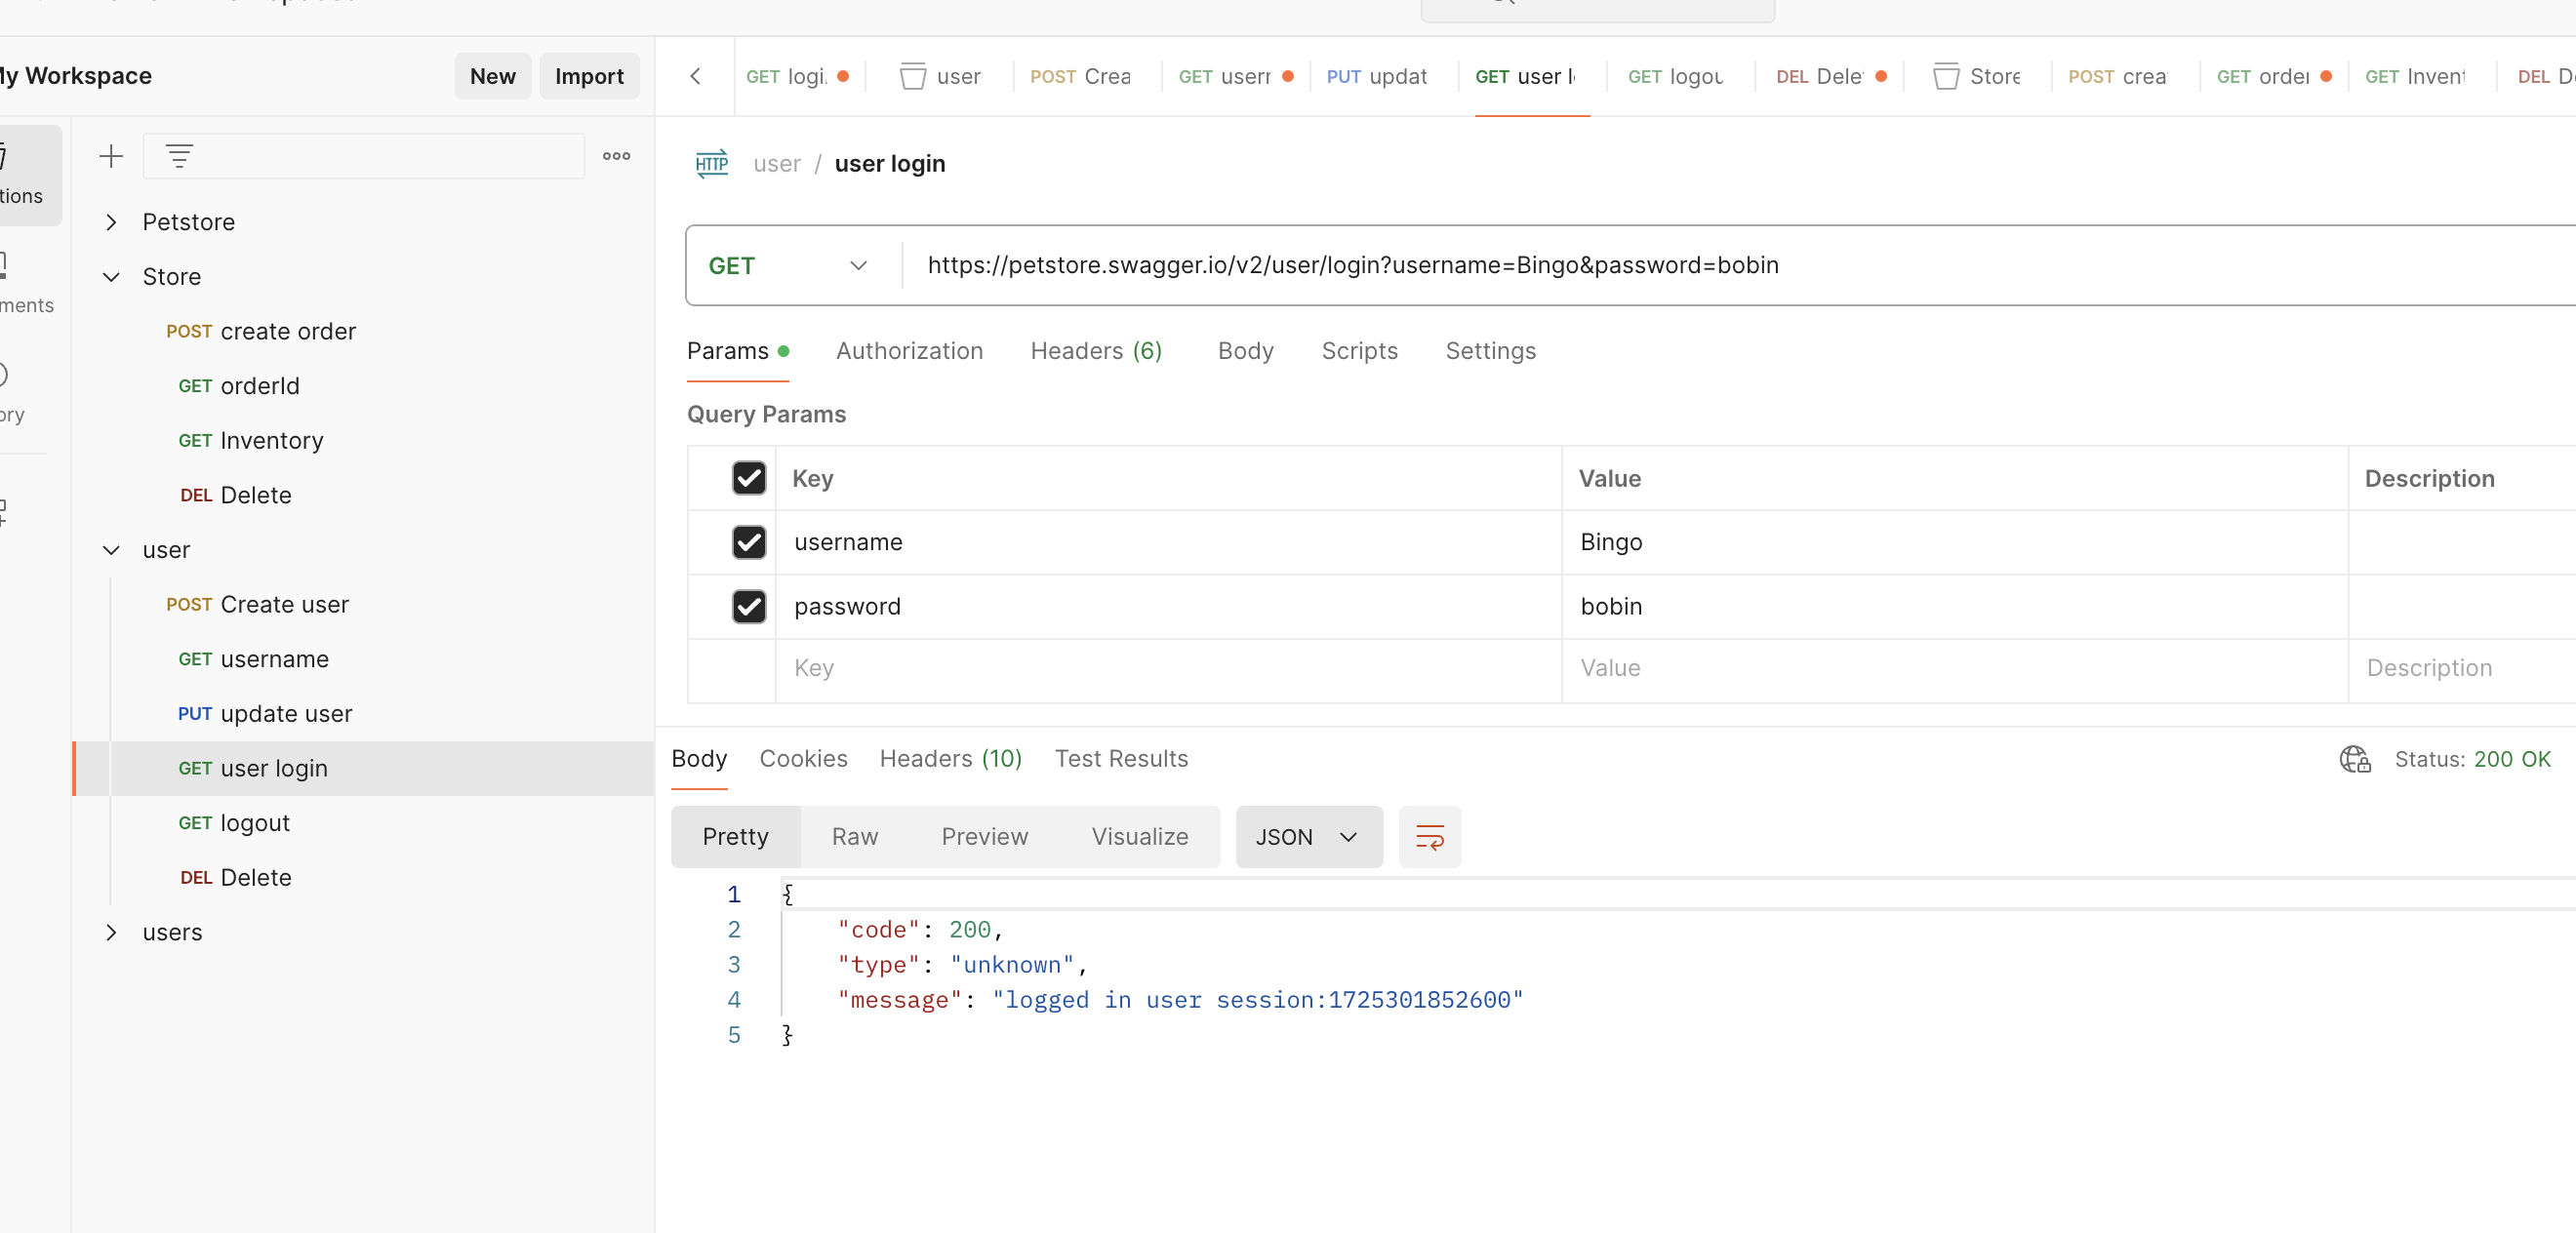 My Workspace
New
Import
GET logi
user
POST Crea
GET usern
PUT updat
GET user l
GET logou
DEL Dele
Store
POST crea
GET order
GET Invent
DEL D
tions
ments
ory
Petstore
Store
POST create order
GET orderId
GET Inventory
DEL Delete
user
POST Create user
GET username
PUT update user
GET user login
GET logout
DEL Delete
users
HTTP user / user login
GET https://petstore.swagger.io/v2/user/login?username=Bingo&password=bobin
Params Authorization Headers (6) Body Scripts Settings
Query Params
Key Value Description
username Bingo
password bobin
Key Value Description
Body Cookies Headers (10) Test Results Status: 200 OK
Pretty Raw Preview Visualize JSON
1 {
2 "code": 200,
3 "type": "unknown",
4 "message": "logged in user session:1725301852600"
5 }